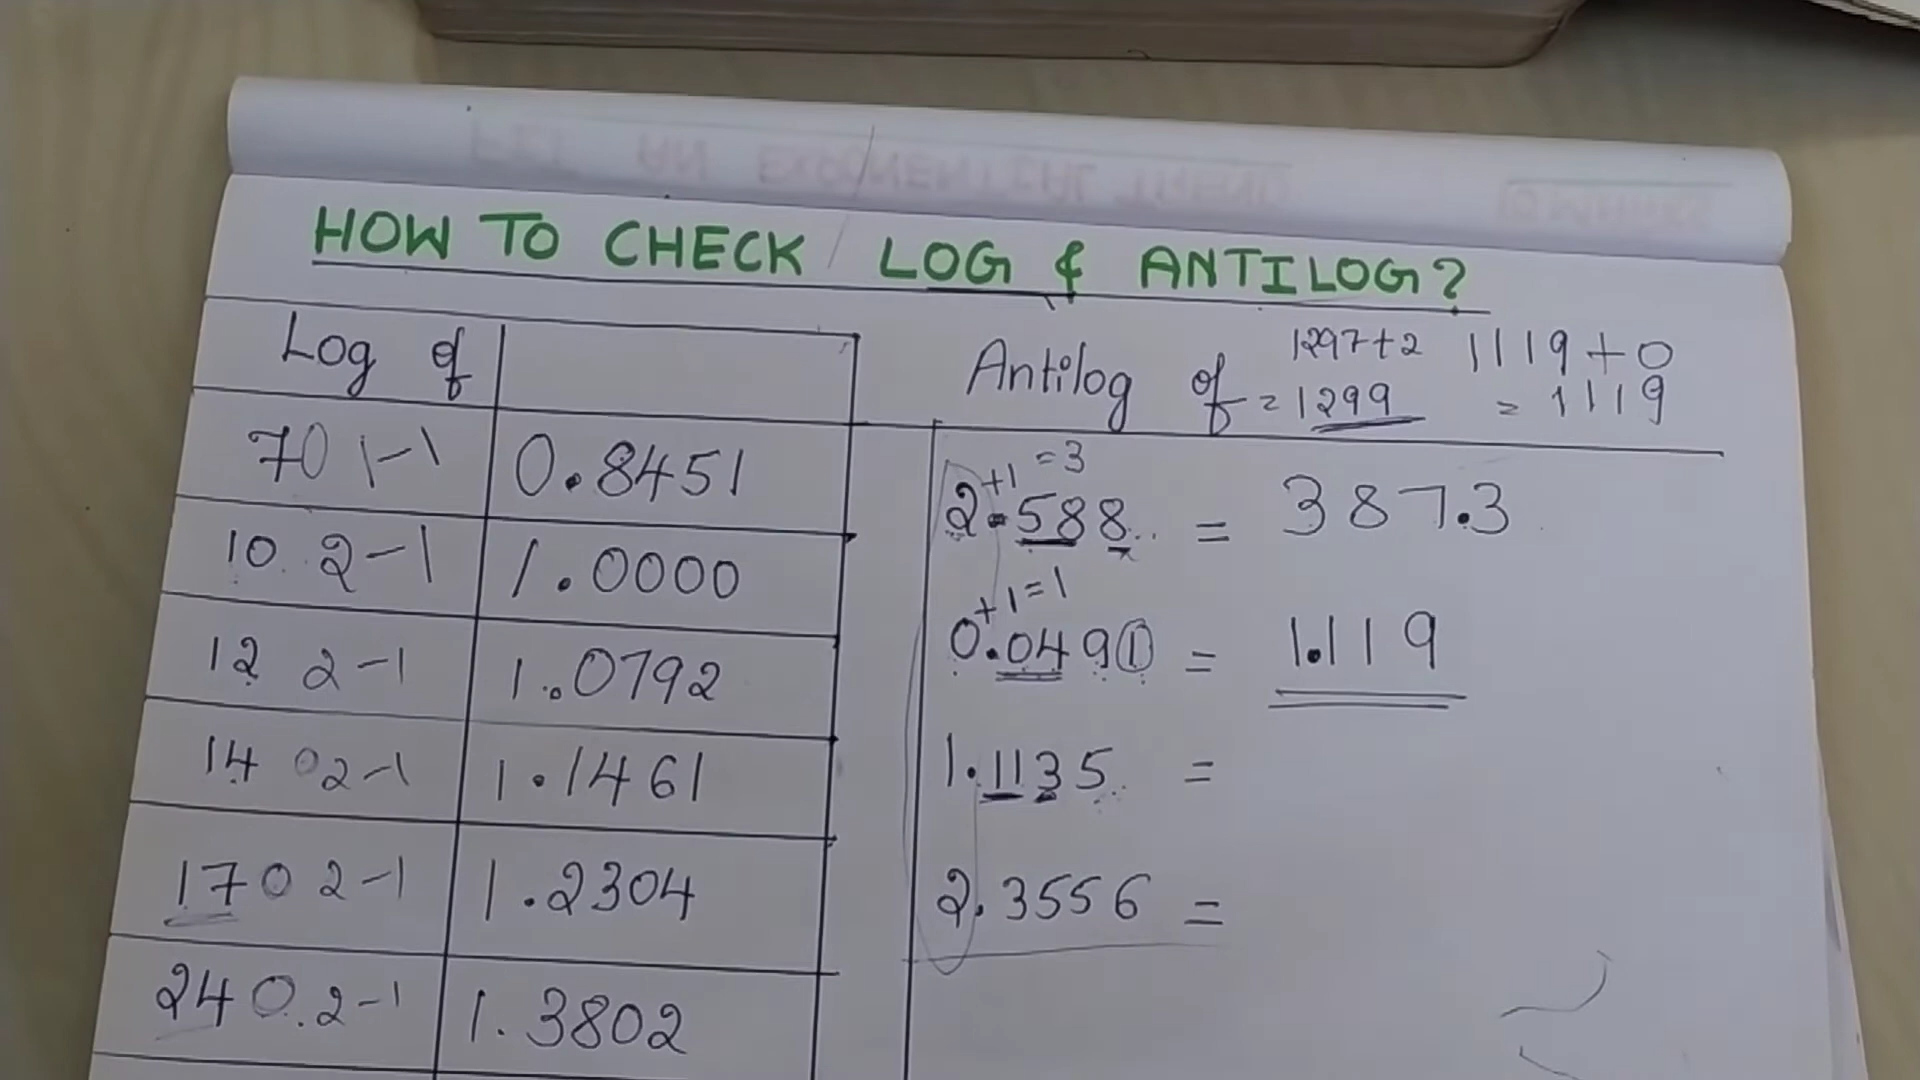 HOW TO CHECK LOG & ANTILOG?
Log of
70 1-1 0.8451
10 2-1 1.0000
12 2-1 1.0792
14 0 2-1 1.1461
170 2-1 1.2304
240.2-1 1.3802
Antilog of
1297+2
=1299
1119+0
=1119
+1 =3
2.588.. = 387.3
+1=1
0.0491 = 1.119
1.1135.. =
2.3556 =